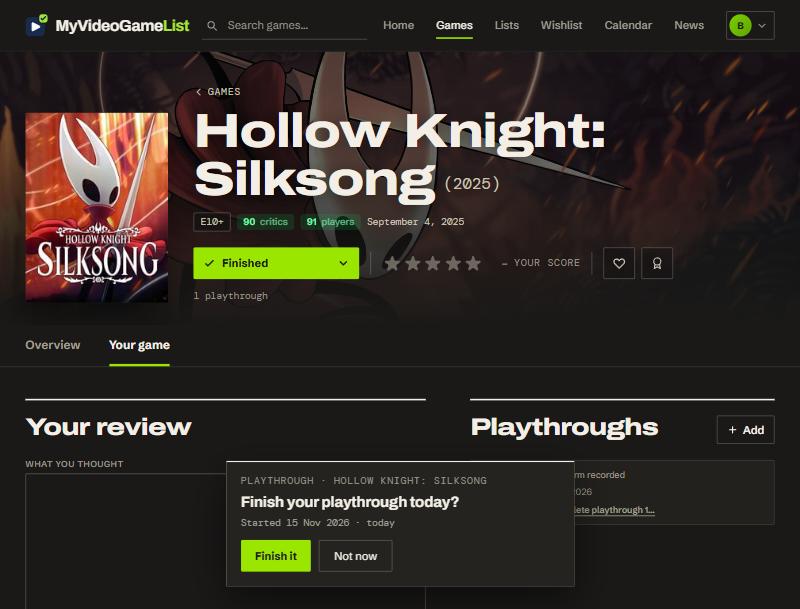 MyVideoGameList
Search games...
Home
Games
Lists
Wishlist
Calendar
News
B
GAMES
Hollow Knight:
Silksong (2025)
E10+
90 critics
91 players
September 4, 2025
Finished
– YOUR SCORE
1 playthrough
HOLLOW KNIGHT
SILKSONG
Overview
Your game
Your review
WHAT YOU THOUGHT
Playthroughs
+ Add
recorded
playthrough 1...
PLAYTHROUGH · HOLLOW KNIGHT: SILKSONG
Finish your playthrough today?
Started 15 Nov 2026 · today
Finish it
Not now